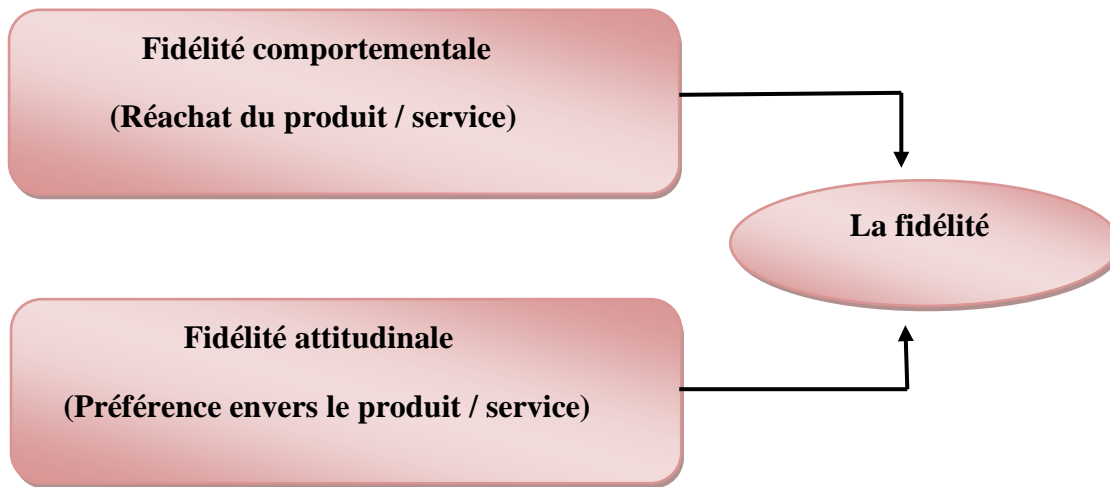 Fidélité comportementale
(Réachat du produit / service)
La fidélité
Fidélité attitudinale
(Préférence envers le produit / service)